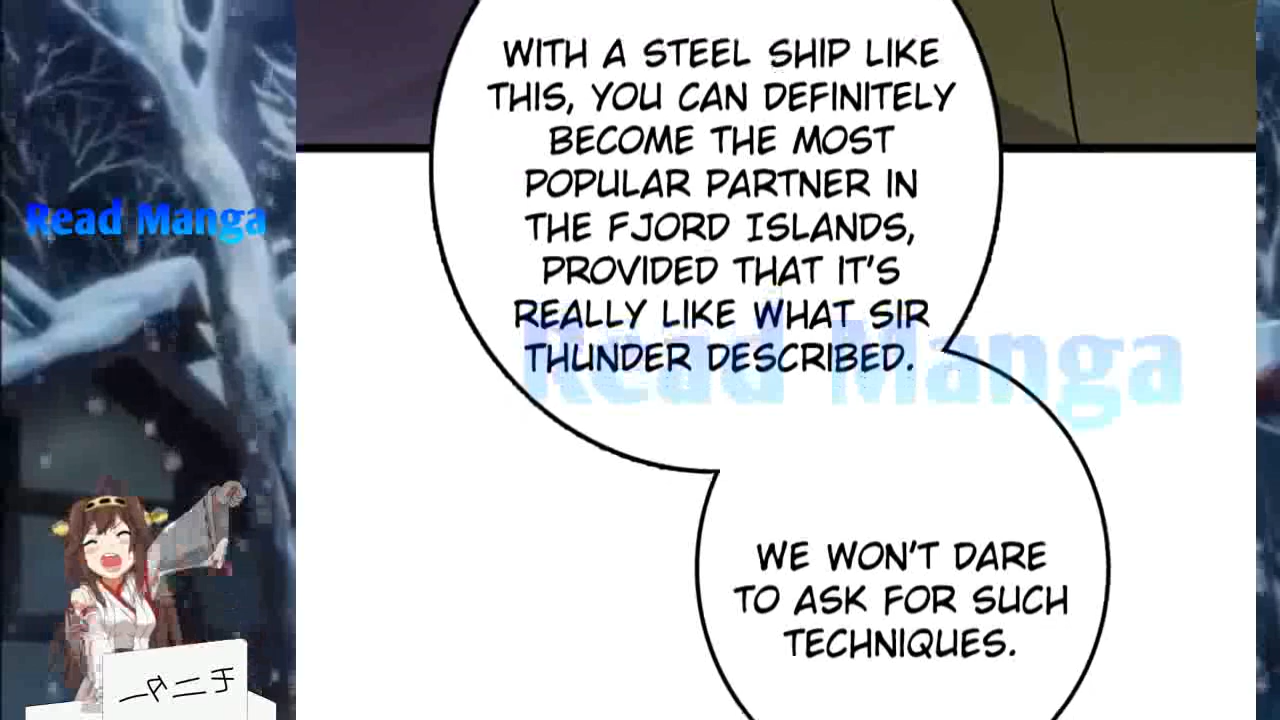 WITH A STEEL SHIP LIKE
THIS, YOU CAN DEFINITELY
BECOME THE MOST
POPULAR PARTNER IN
THE FJORD ISLANDS,
PROVIDED THAT IT'S
REALLY LIKE WHAT SIR
THUNDER DESCRIBED.
WE WON'T DARE
TO ASK FOR SUCH
TECHNIQUES.
Read Manga
Read Manga